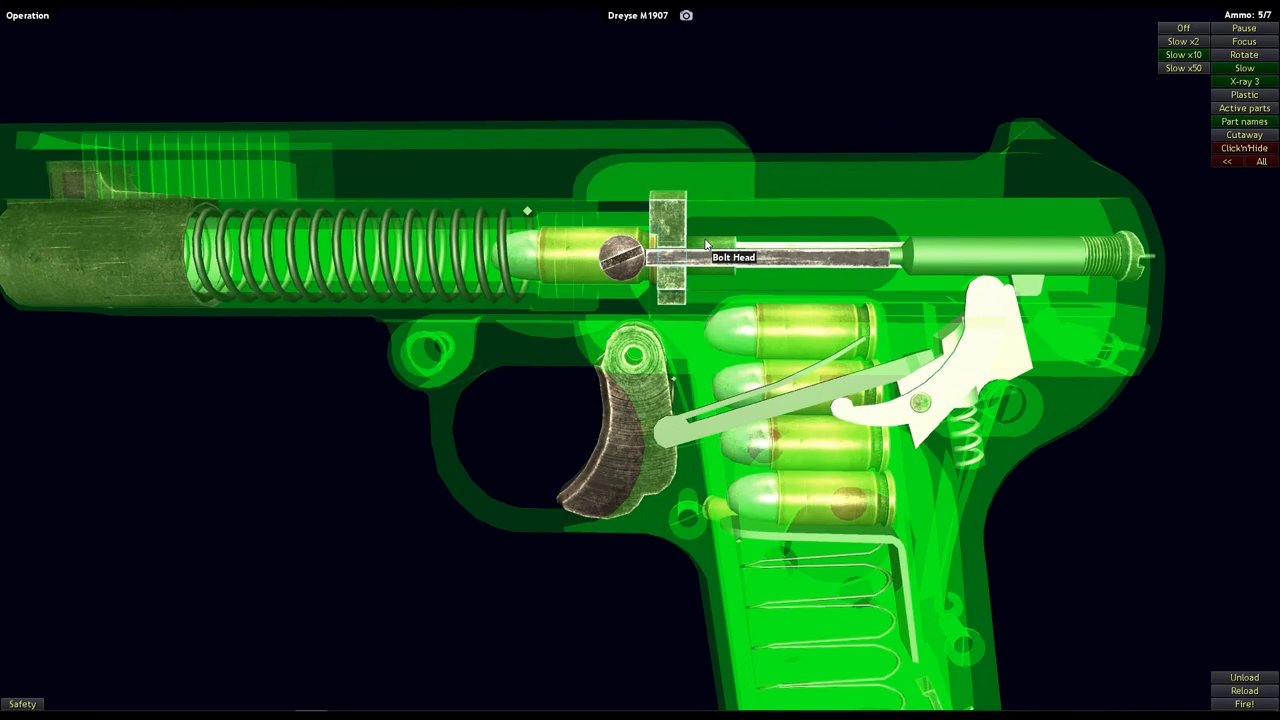 Operation
Dreyse M1907
Ammo: 5/7
Off
Pause
Slow x2
Focus
Slow x10
Rotate
Slow x50
Slow
X-ray 3
Plastic
Active parts
Part names
Cutaway
Click'n'Hide
<< All
Bolt Head
Unload
Reload
Safety
Fire!